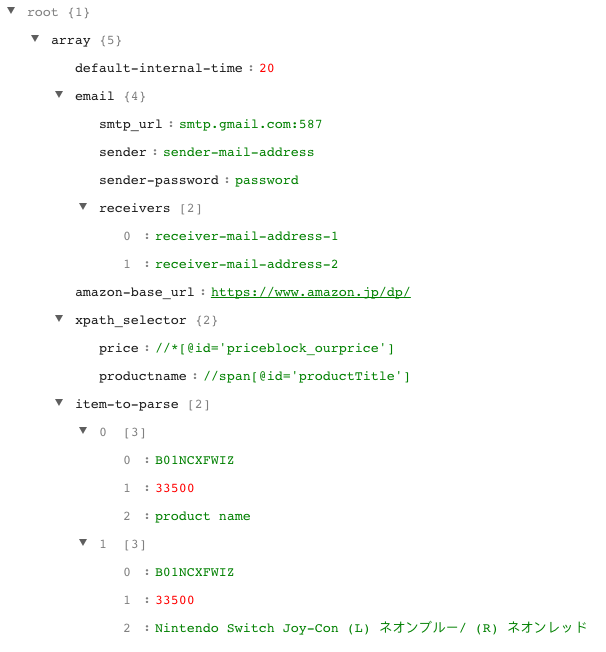 root {1}
array {5}
default-internal-time : 20
email {4}
smtp_url : smtp.gmail.com:587
sender : sender-mail-address
sender-password : password
receivers [2]
0 : receiver-mail-address-1
1 : receiver-mail-address-2
amazon-base_url : https://www.amazon.jp/dp/
xpath_selector {2}
price : //*[@id='priceblock_ourprice']
productname : //span[@id='productTitle']
item-to-parse [2]
0 [3]
0 : B01NCXFWIZ
1 : 33500
2 : product name
1 [3]
0 : B01NCXFWIZ
1 : 33500
2 : Nintendo Switch Joy-Con (L) ネオンブルー/ (R) ネオンレッド